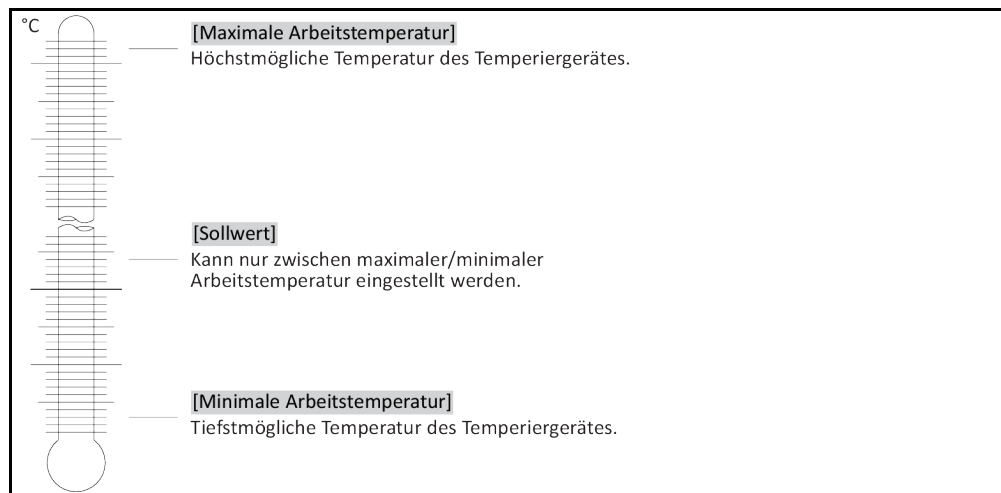 °C
[Maximale Arbeitstemperatur]
Höchstmögliche Temperatur des Temperiergerätes.
[Sollwert]
Kann nur zwischen maximaler/minimaler
Arbeitstemperatur eingestellt werden.
[Minimale Arbeitstemperatur]
Tiefstmögliche Temperatur des Temperiergerätes.